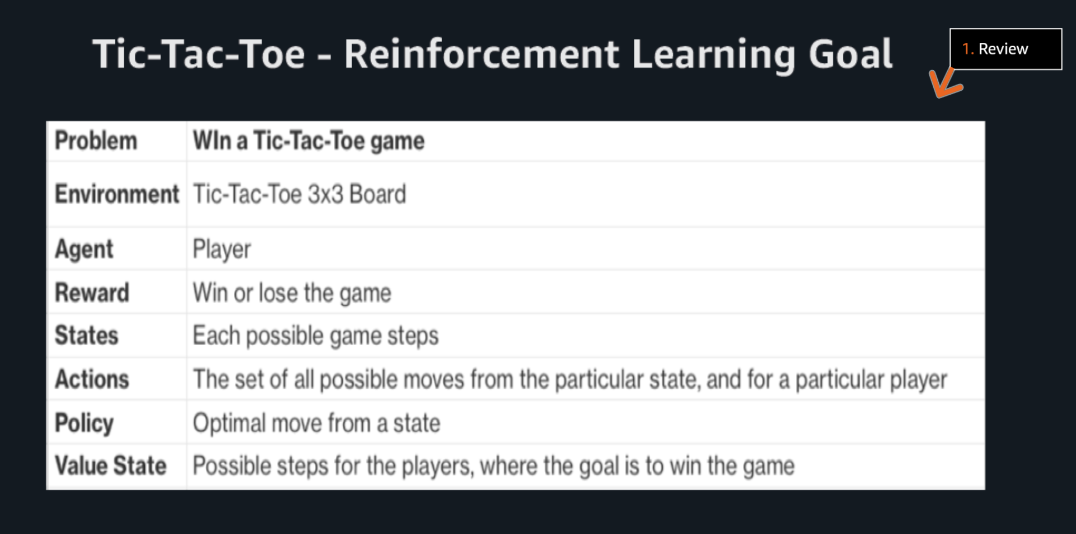 Tic-Tac-Toe - Reinforcement Learning Goal
1. Review
Problem WIn a Tic-Tac-Toe game
Environment Tic-Tac-Toe 3x3 Board
Agent Player
Reward Win or lose the game
States Each possible game steps
Actions The set of all possible moves from the particular state, and for a particular player
Policy Optimal move from a state
Value State Possible steps for the players, where the goal is to win the game